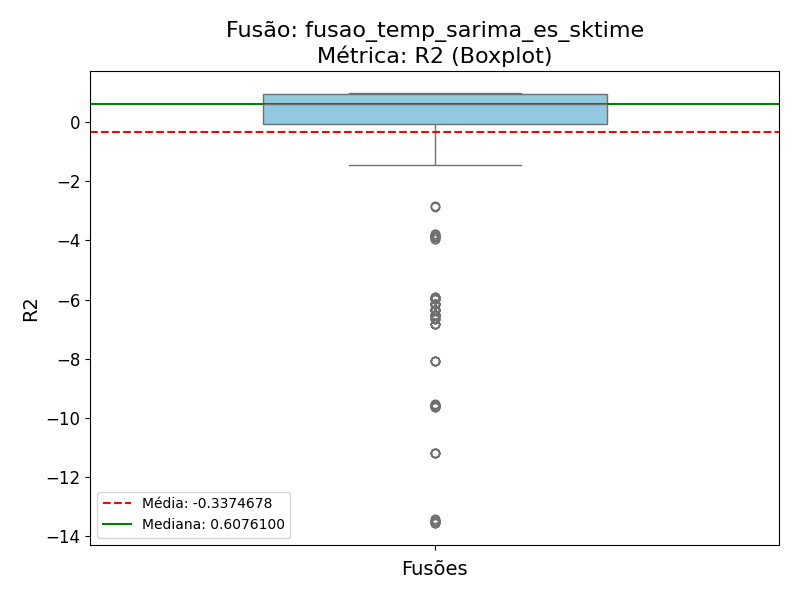 Fusão: fusao_temp_sarima_es_sktime
Métrica: R2 (Boxplot)
R2
0
−2
−4
−6
−8
−10
−12
−14
Média: -0.3374678
Mediana: 0.6076100
Fusões